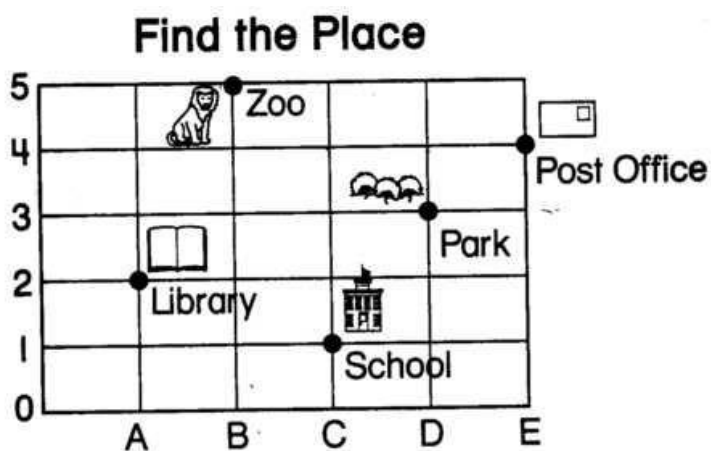 Find the Place
5
Zoo
4
Post Office
3
Park
2
Library
1
School
0
A B C D E